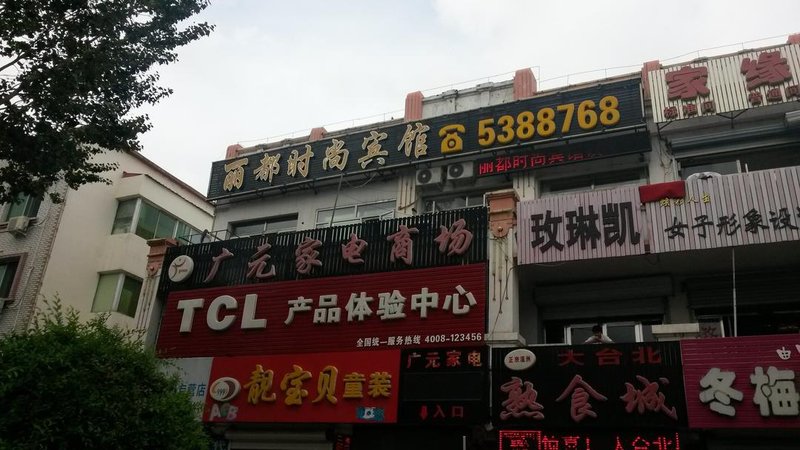 丽都时尚宾馆 ☎ 5388768
丽都时尚宾馆
家缘
广元家电商场
玫琳凯
女子形象设
TCL 产品体验中心
全国统一服务热线 4008-123456
靓宝贝童装
广元家电
入口
大台北
熟食城
冬梅